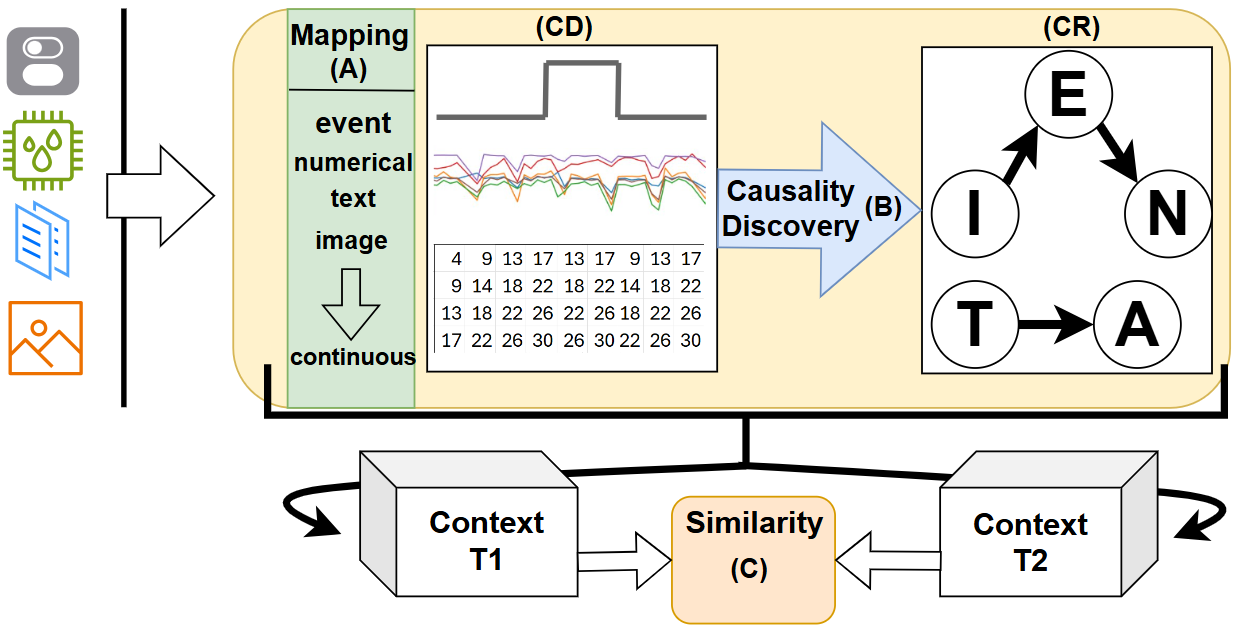 Mapping
(A)
event
numerical
text
image
continuous
(CD)
4 9 13 17 13 17 9 13 17
9 14 18 22 18 22 14 18 22
13 18 22 26 22 26 18 22 26
17 22 26 30 26 30 22 26 30
Causality
Discovery (B)
(CR)
E
I
N
T
A
Context
T1
Similarity
(C)
Context
T2